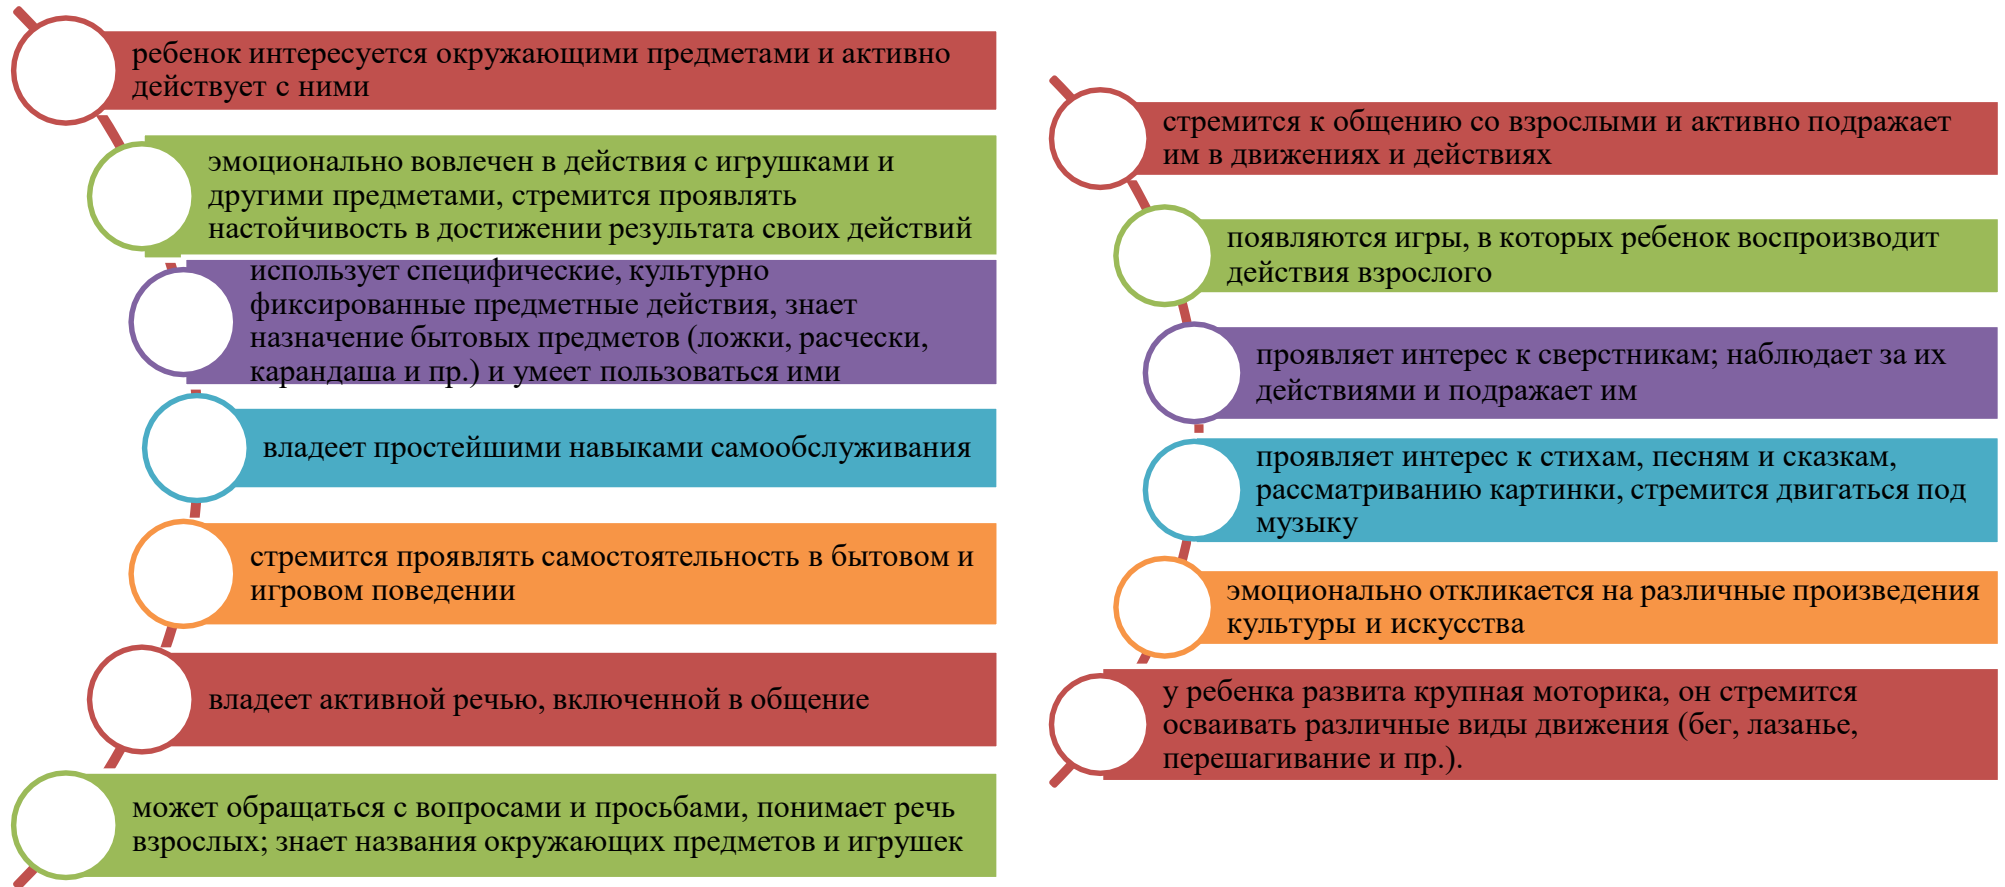 ребенок интересуется окружающими предметами и активно
действует с ними
эмоционально вовлечен в действия с игрушками и
другими предметами, стремится проявлять
настойчивость в достижении результата своих действий
использует специфические, культурно
фиксированные предметные действия, знает
назначение бытовых предметов (ложки, расчески,
карандаша и пр.) и умеет пользоваться ими
владеет простейшими навыками самообслуживания
стремится проявлять самостоятельность в бытовом и
игровом поведении
владеет активной речью, включенной в общение
может обращаться с вопросами и просьбами, понимает речь
взрослых; знает названия окружающих предметов и игрушек
стремится к общению со взрослыми и активно подражает
им в движениях и действиях
появляются игры, в которых ребенок воспроизводит
действия взрослого
проявляет интерес к сверстникам; наблюдает за их
действиями и подражает им
проявляет интерес к стихам, песням и сказкам,
рассматриванию картинки, стремится двигаться под
музыку
эмоционально откликается на различные произведения
культуры и искусства
у ребенка развита крупная моторика, он стремится
осваивать различные виды движения (бег, лазанье,
перешагивание и пр.).